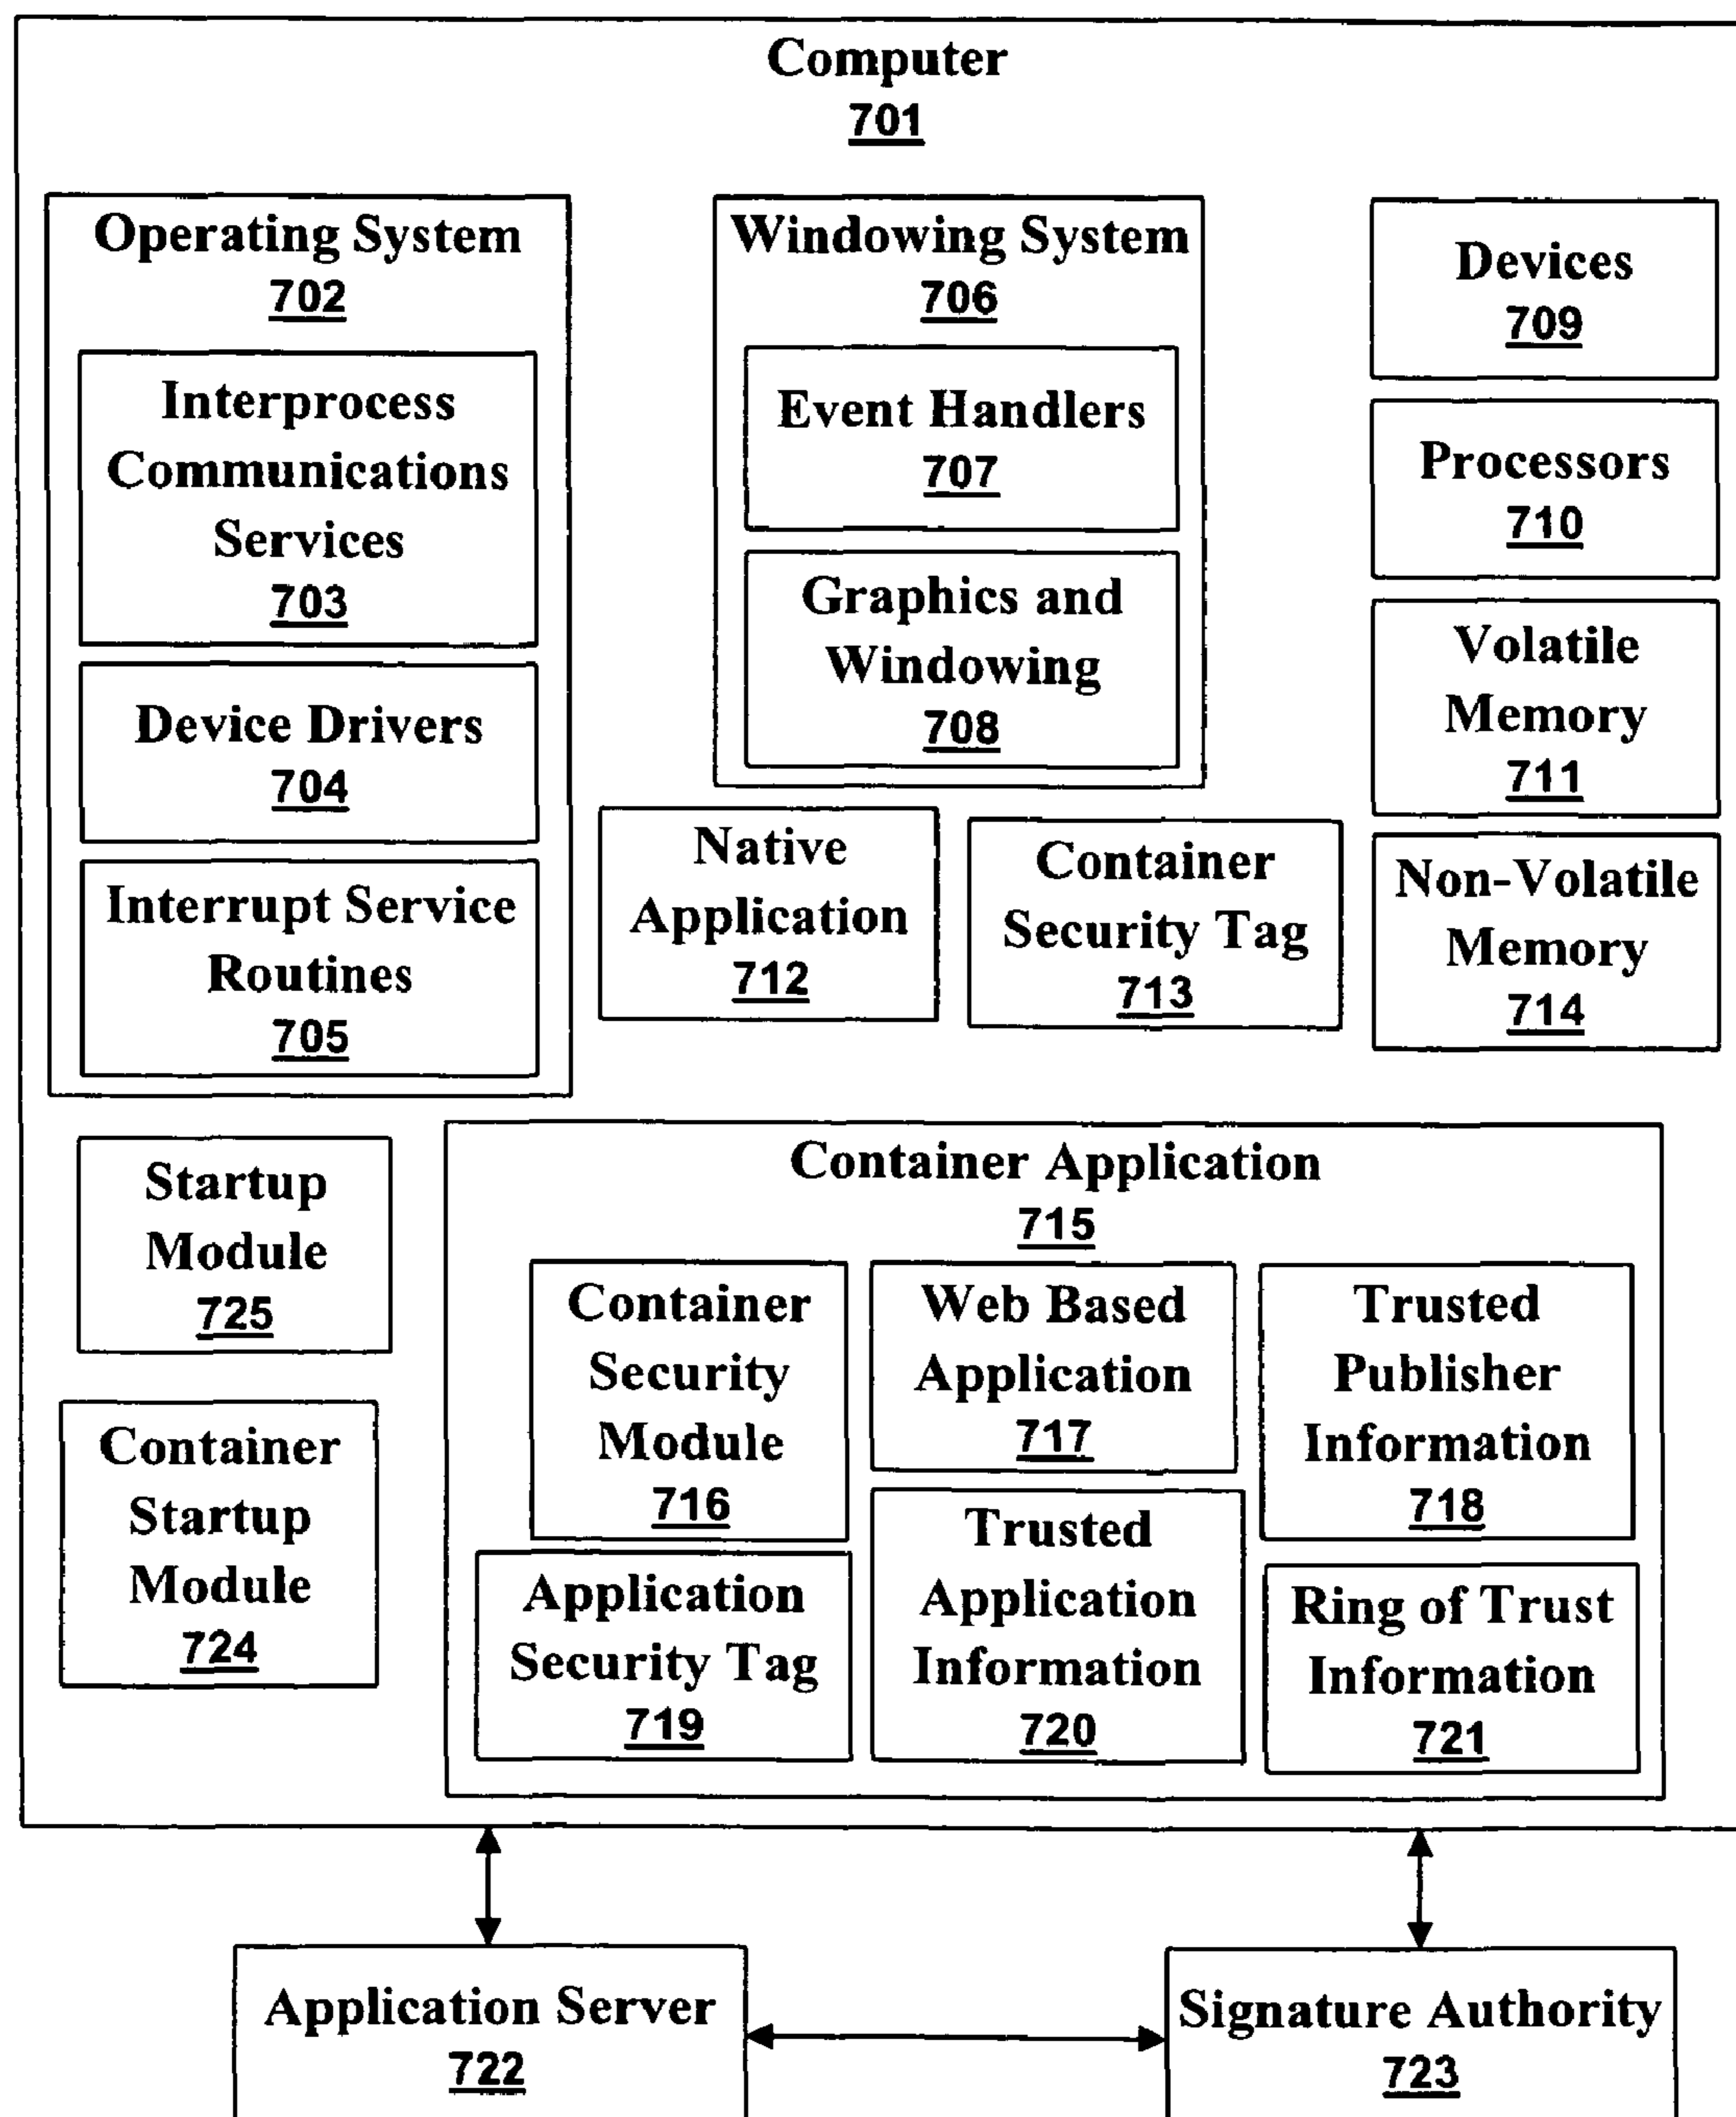 Computer
701
Operating System
702
Interprocess
Communications
Services
703
Device Drivers
704
Interrupt Service
Routines
705
Windowing System
706
Event Handlers
707
Graphics and
Windowing
708
Devices
709
Processors
710
Volatile
Memory
711
Native
Application
712
Container
Security Tag
713
Non-Volatile
Memory
714
Startup
Module
725
Container
Startup
Module
724
Container Application
715
Container
Security
Module
716
Web Based
Application
717
Trusted
Publisher
Information
718
Application
Security Tag
719
Trusted
Application
Information
720
Ring of Trust
Information
721
Application Server
722
Signature Authority
723